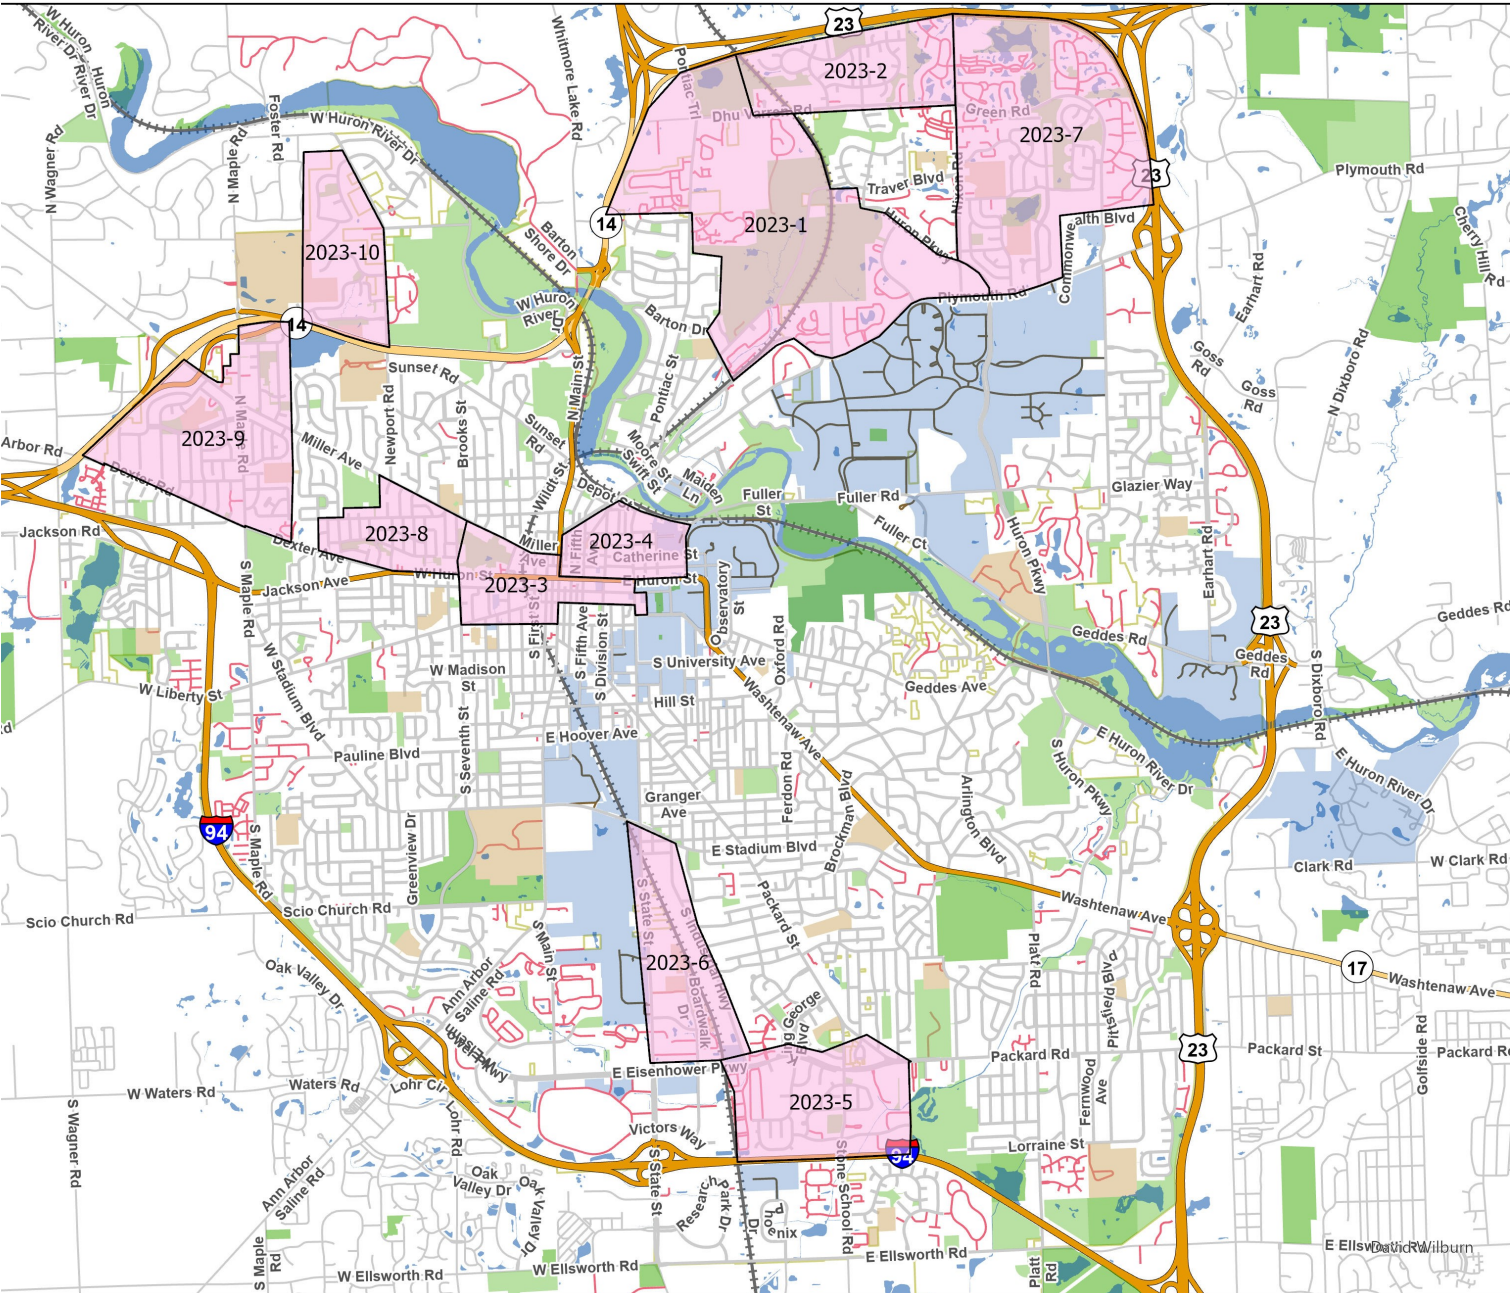 W Huron
River Dr
Huron
River Dr
N Wagner Rd
Foster Rd
N Maple Rd
W Huron River Dr
Whitmore Lake Rd
Pontiac Trl
23
2023-2
Dhu Varren Rd
Green Rd
2023-7
23
Plymouth Rd
Traver Blvd
Nixon Rd
Huron Pkwy
Commonwealth Blvd
Cherry Hill Rd
2023-10
14
Barton
Shore Dr
2023-1
Plymouth Rd
Earhart Rd
W Huron
River Dr
Barton Dr
14
N Dixboro Rd
Goss
Rd
Goss
Rd
Sunset Rd
N Main St
Pontiac St
2023-9
N Maple Rd
Newport Rd
Brooks St
Sunset
Rd
Miller Ave
Arbor Rd
Dexter Rd
Moore St
Swift St
Maiden
Ln
Wildt St
Depot St
Fuller
St
Fuller Rd
Glazier Way
Jackson Rd
Dexter Ave
2023-8
Miller
Ave
N Fifth
Ave
2023-4
Catherine St
Fuller Ct
Huron Pkwy
Earhart Rd
Jackson Ave
W Huron St
2023-3
E Huron St
Observatory
St
S Maple Rd
S First St
S Fifth Ave
S Division St
Oxford Rd
Geddes Rd
23
Geddes Rd
Geddes
Rd
S Dixboro Rd
W Stadium Blvd
W Madison
St
S University Ave
W Liberty St
Hill St
Washtenaw Ave
Geddes Ave
Rd
S Seventh St
E Hoover Ave
Pauline Blvd
E Huron River Dr
S Huron Pkwy
E Huron River Dr
Granger
Ave
Ferdon Rd
Brockman Blvd
Arlington Blvd
94
S Maple Rd
Greenview Dr
E Stadium Blvd
Clark Rd
W Clark Rd
Scio Church Rd
Scio Church Rd
S State St
S Industrial Hwy
Packard St
Washtenaw Ave
Oak Valley Dr
Ann Arbor
Saline Rd
S Main St
2023-6
Boardwalk
Dr
Platt Rd
Pittsfield Blvd
17
Washtenaw Ave
King George
Blvd
23
Packard Rd
Packard St
Packard Rd
Golfside Rd
W Waters Rd
Waters Rd
Lohr Cir
E Eisenhower Pkwy
2023-5
Fernwood
Ave
S Wagner Rd
Lohr Rd
Victors Way
94
Lorraine St
Ann Arbor
Saline Rd
Oak
Valley Dr
Oak Valley Dr
S State St
Research
Park Dr
Phoenix
Dr
Stone School Rd
S Maple
Rd
W Ellsworth Rd
W Ellsworth Rd
E Ellsworth Rd
Platt
Rd
E Ellsworth Rd
David Wilburn